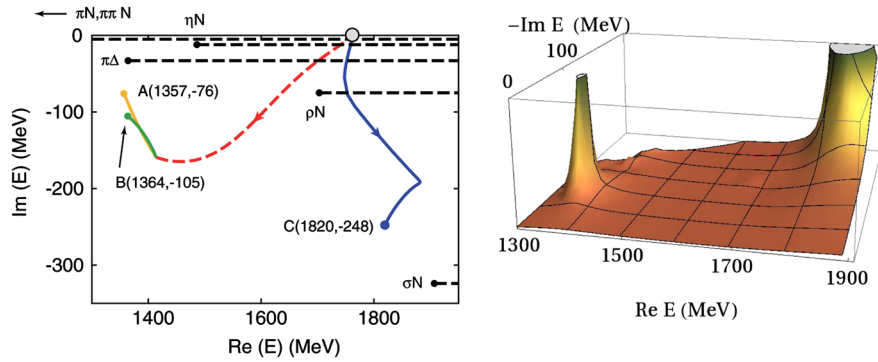 πN,ππ N
ηN
πΔ
A(1357,-76)
ρN
B(1364,-105)
C(1820,-248)
σN
0
-100
-200
-300
Im (E) (MeV)
1400
1600
1800
Re (E) (MeV)
−Im E (MeV)
100
0
1300
1500
1700
1900
Re E (MeV)